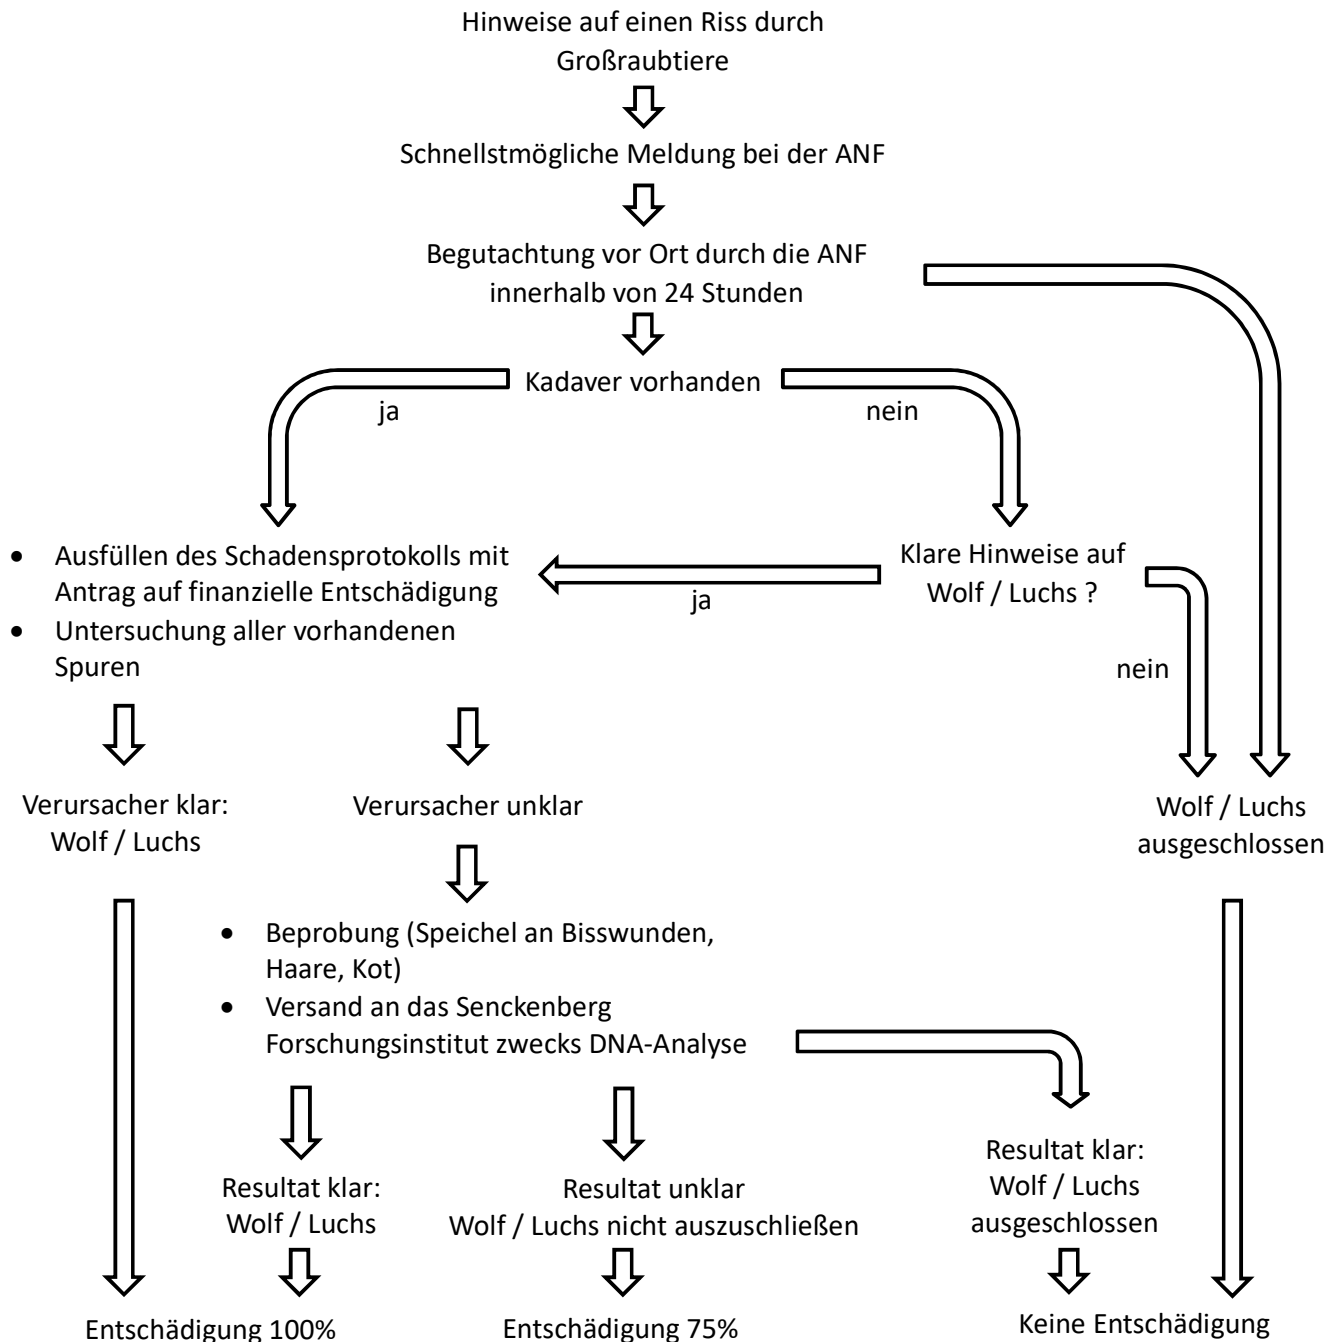 Hinweise auf einen Riss durch
Großraubtiere
Schnellstmögliche Meldung bei der ANF
Begutachtung vor Ort durch die ANF
innerhalb von 24 Stunden
Kadaver vorhanden
ja
nein
• Ausfüllen des Schadensprotokolls mit
Antrag auf finanzielle Entschädigung
• Untersuchung aller vorhandenen
Spuren
Klare Hinweise auf
Wolf / Luchs ?
ja
nein
Verursacher klar:
Wolf / Luchs
Verursacher unklar
Wolf / Luchs
ausgeschlossen
• Beprobung (Speichel an Bisswunden,
Haare, Kot)
• Versand an das Senckenberg
Forschungsinstitut zwecks DNA-Analyse
Resultat klar:
Wolf / Luchs
Resultat unklar
Wolf / Luchs nicht auszuschließen
Resultat klar:
Wolf / Luchs
ausgeschlossen
Entschädigung 100%
Entschädigung 75%
Keine Entschädigung